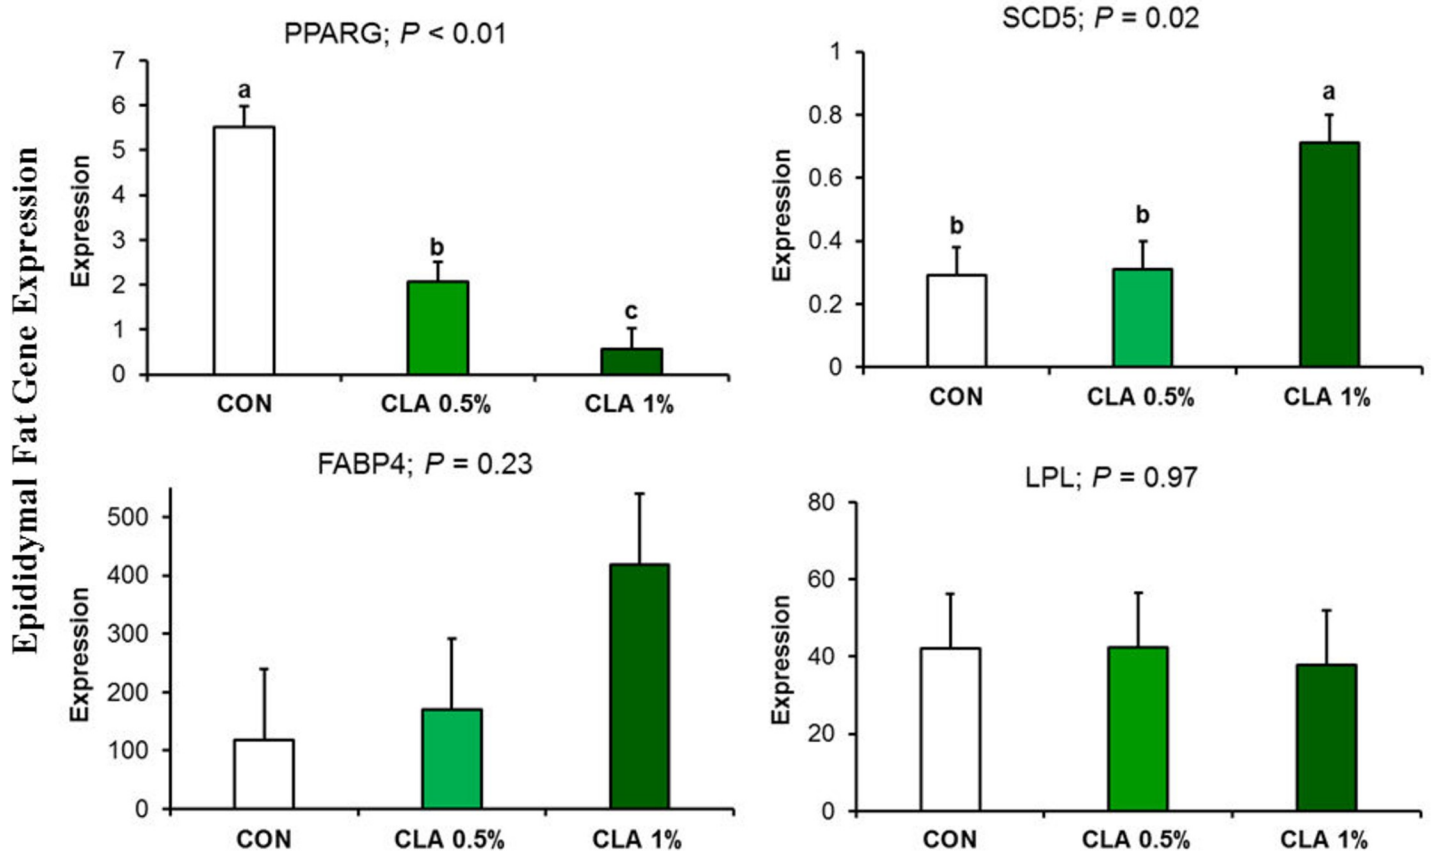 Epididymal Fat Gene Expression
PPARG; P < 0.01
Expression
7
6
5
4
3
2
1
0
a
b
c
CON
CLA 0.5%
CLA 1%
SCD5; P = 0.02
Expression
1
0.8
0.6
0.4
0.2
0
b
b
a
CON
CLA 0.5%
CLA 1%
FABP4; P = 0.23
Expression
500
400
300
200
100
0
CON
CLA 0.5%
CLA 1%
LPL; P = 0.97
Expression
80
60
40
20
0
CON
CLA 0.5%
CLA 1%